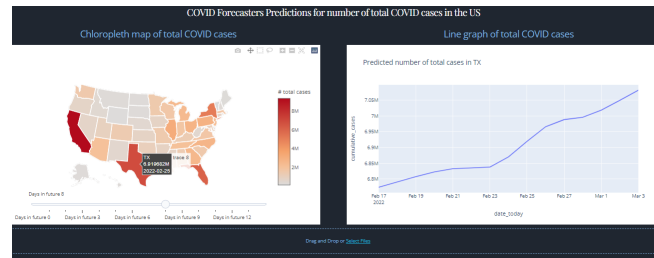 COVID Forecasters Predictions for number of total COVID cases in the US
Chloropleth map of total COVID cases
# total cases
8M
6M
4M
2M
TX
6.919682M
2022-02-25
trace 0
Days in future 8
Days in future 0 Days in future 3 Days in future 6 Days in future 9 Days in future 12
Line graph of total COVID cases
Predicted number of total cases in TX
cumulative_cases
7.05M
7M
6.95M
6.9M
6.85M
6.8M
Feb 17 Feb 19 Feb 21 Feb 23 Feb 25 Feb 27 Mar 1 Mar 3
2022
date_today
Drag and Drop or Select Files